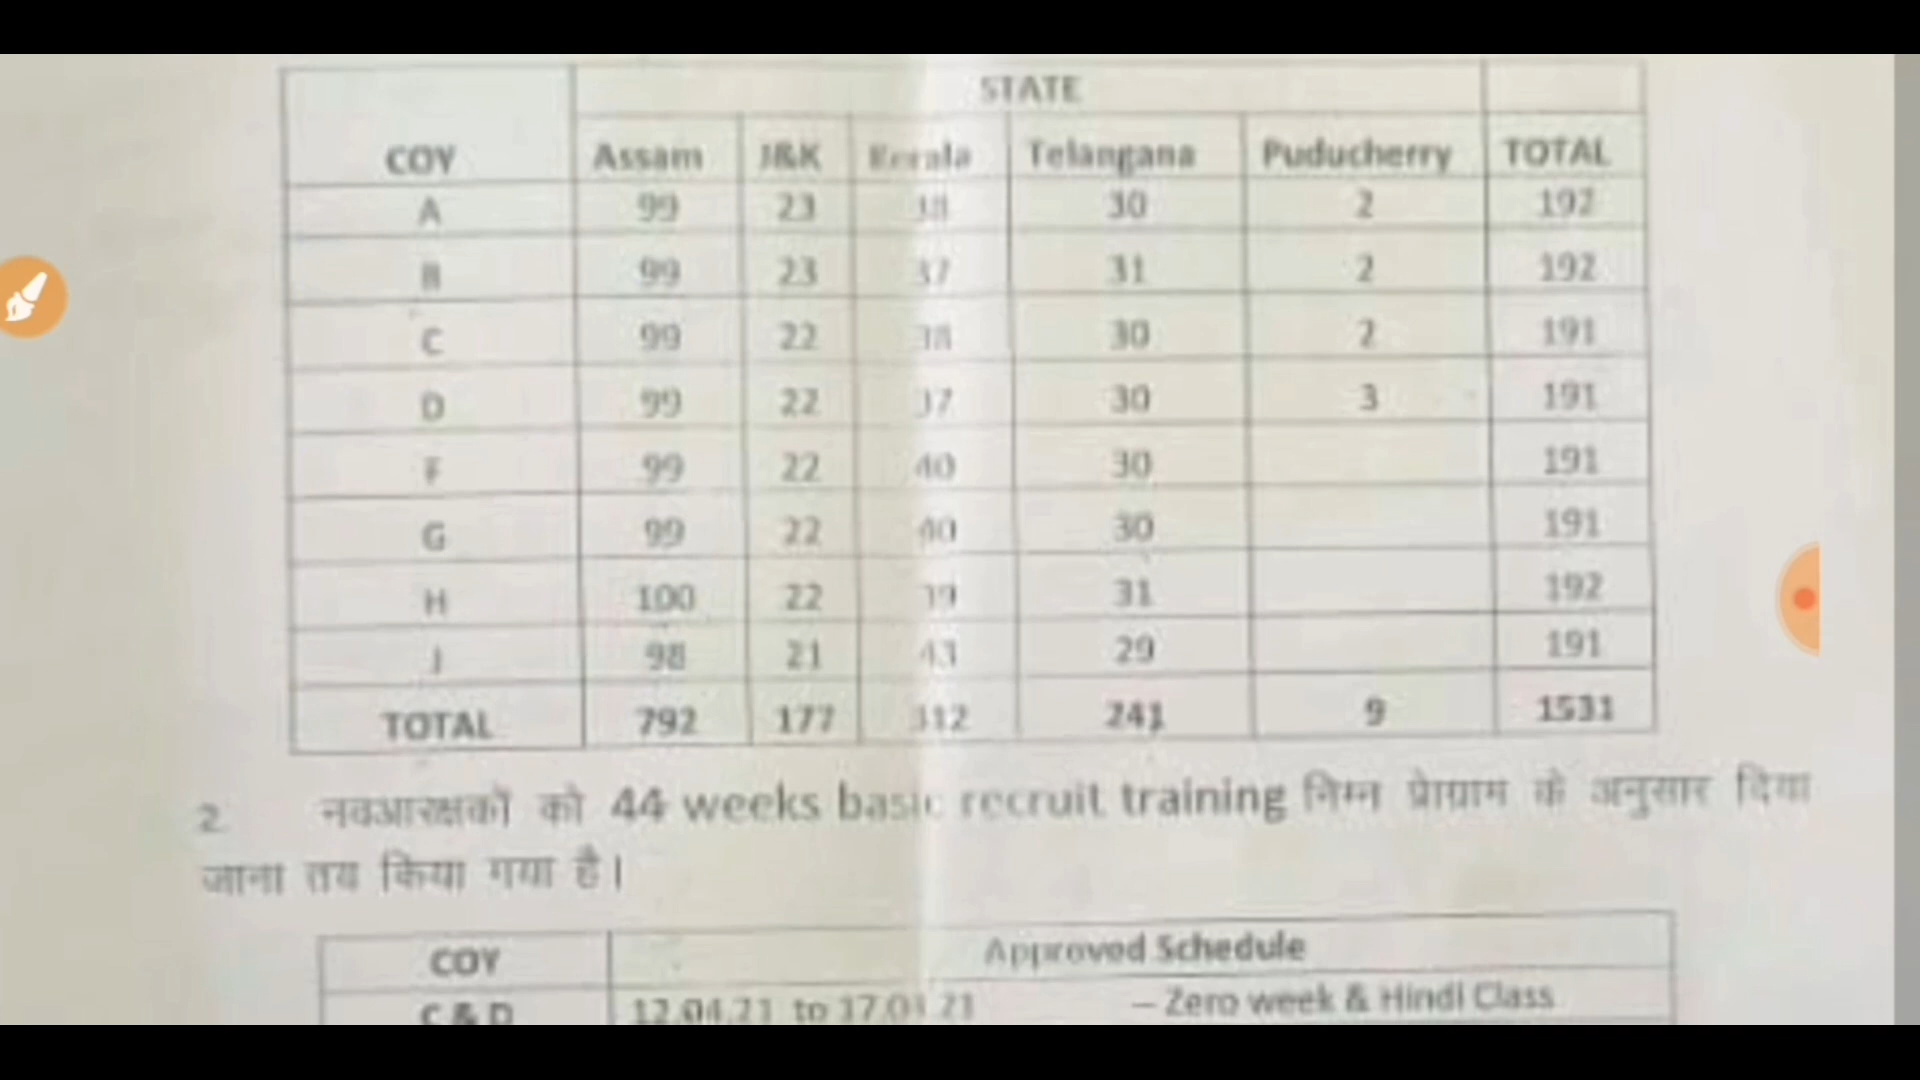 STATE
COY Assam J&K Kerala Telangana Puducherry TOTAL
A 99 23 38 30 2 192
B 99 23 37 31 2 192
C 99 22 38 30 2 191
D 99 22 37 30 3 191
F 99 22 40 30 191
G 99 22 40 30 191
H 100 22 39 31 192
J 98 21 43 29 191
TOTAL 792 177 312 241 9 1531
2. नवआरक्षकों को 44 weeks basic recruit training निम्न प्रेाग्राम के अनुसार दिया
जाना तय किया गया है।
COY Approved Schedule
C & D 12.04.21 to 17.04.21 – Zero week & Hindi Class